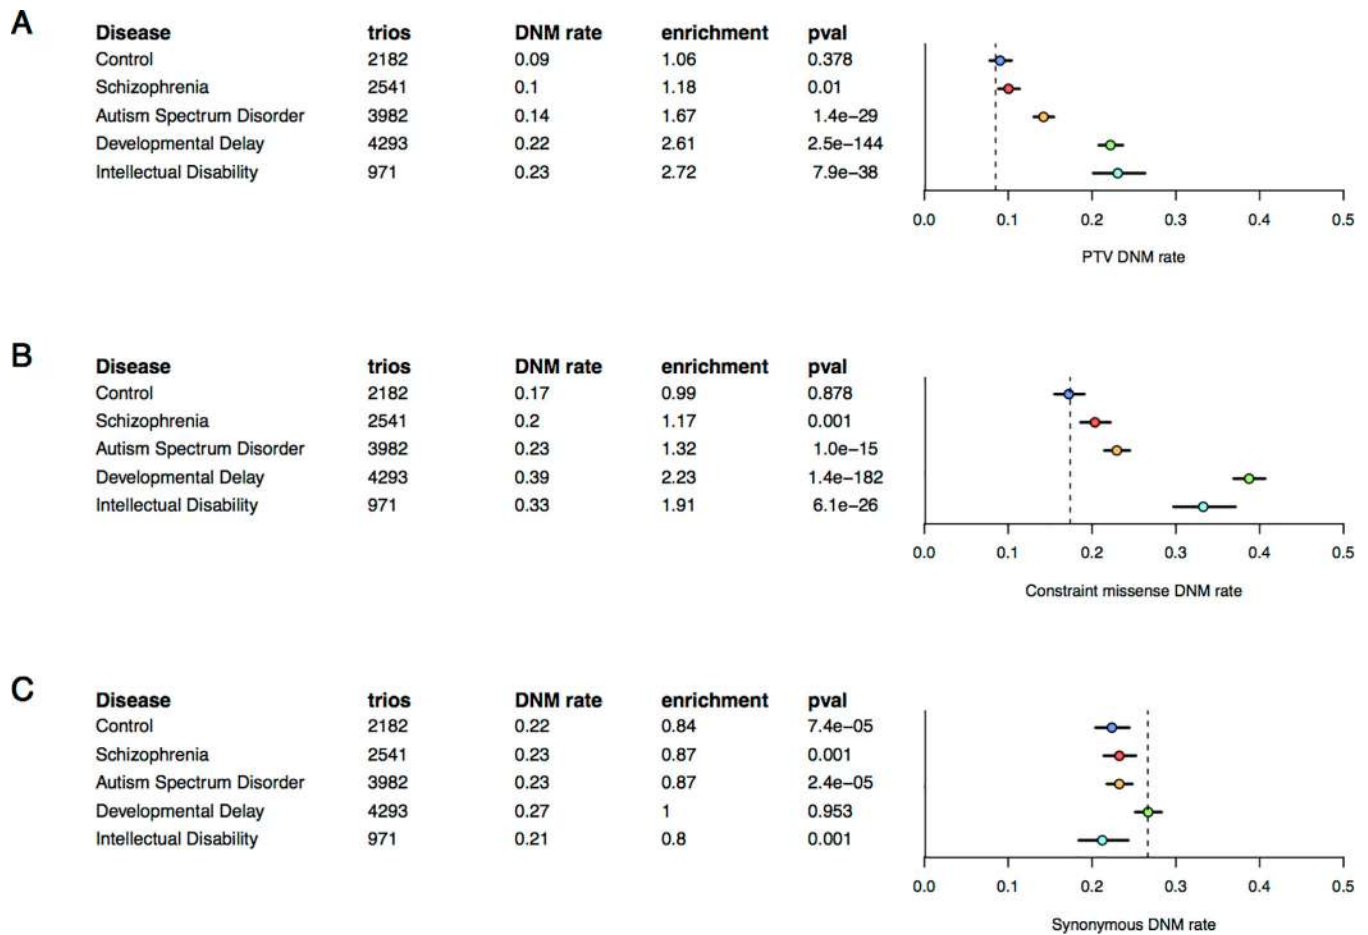 A
Disease trios DNM rate enrichment pval
Control 2182 0.09 1.06 0.378
Schizophrenia 2541 0.1 1.18 0.01
Autism Spectrum Disorder 3982 0.14 1.67 1.4e−29
Developmental Delay 4293 0.22 2.61 2.5e−144
Intellectual Disability 971 0.23 2.72 7.9e−38
0.0 0.1 0.2 0.3 0.4 0.5
PTV DNM rate
B
Disease trios DNM rate enrichment pval
Control 2182 0.17 0.99 0.878
Schizophrenia 2541 0.2 1.17 0.001
Autism Spectrum Disorder 3982 0.23 1.32 1.0e−15
Developmental Delay 4293 0.39 2.23 1.4e−182
Intellectual Disability 971 0.33 1.91 6.1e−26
0.0 0.1 0.2 0.3 0.4 0.5
Constraint missense DNM rate
C
Disease trios DNM rate enrichment pval
Control 2182 0.22 0.84 7.4e−05
Schizophrenia 2541 0.23 0.87 0.001
Autism Spectrum Disorder 3982 0.23 0.87 2.4e−05
Developmental Delay 4293 0.27 1 0.953
Intellectual Disability 971 0.21 0.8 0.001
0.0 0.1 0.2 0.3 0.4 0.5
Synonymous DNM rate